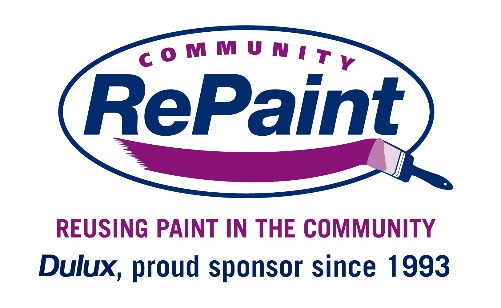 COMMUNITY
RePaint
REUSING PAINT IN THE COMMUNITY
Dulux, proud sponsor since 1993